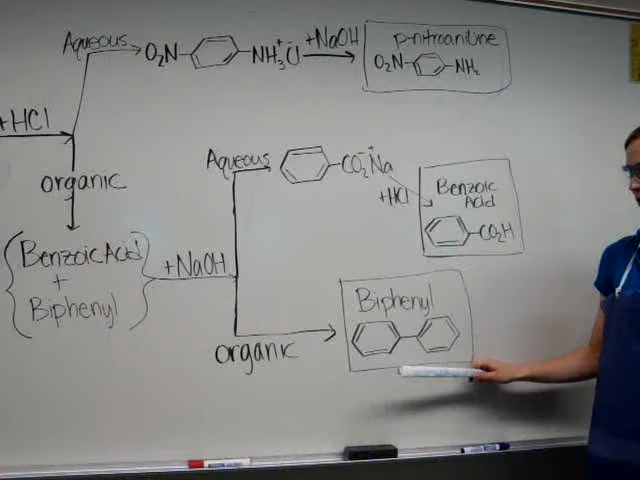 Aqueous
O₂N NH₃⁺Cl⁻
+NaOH
p-nitroaniline
O₂N NH₂
+HCl
organic
Benzoic Acid
+
Biphenyl
+NaOH
Aqueous
CO₂⁻ ⁺Na
+HCl
Benzoic
Acid
CO₂H
organic
Biphenyl